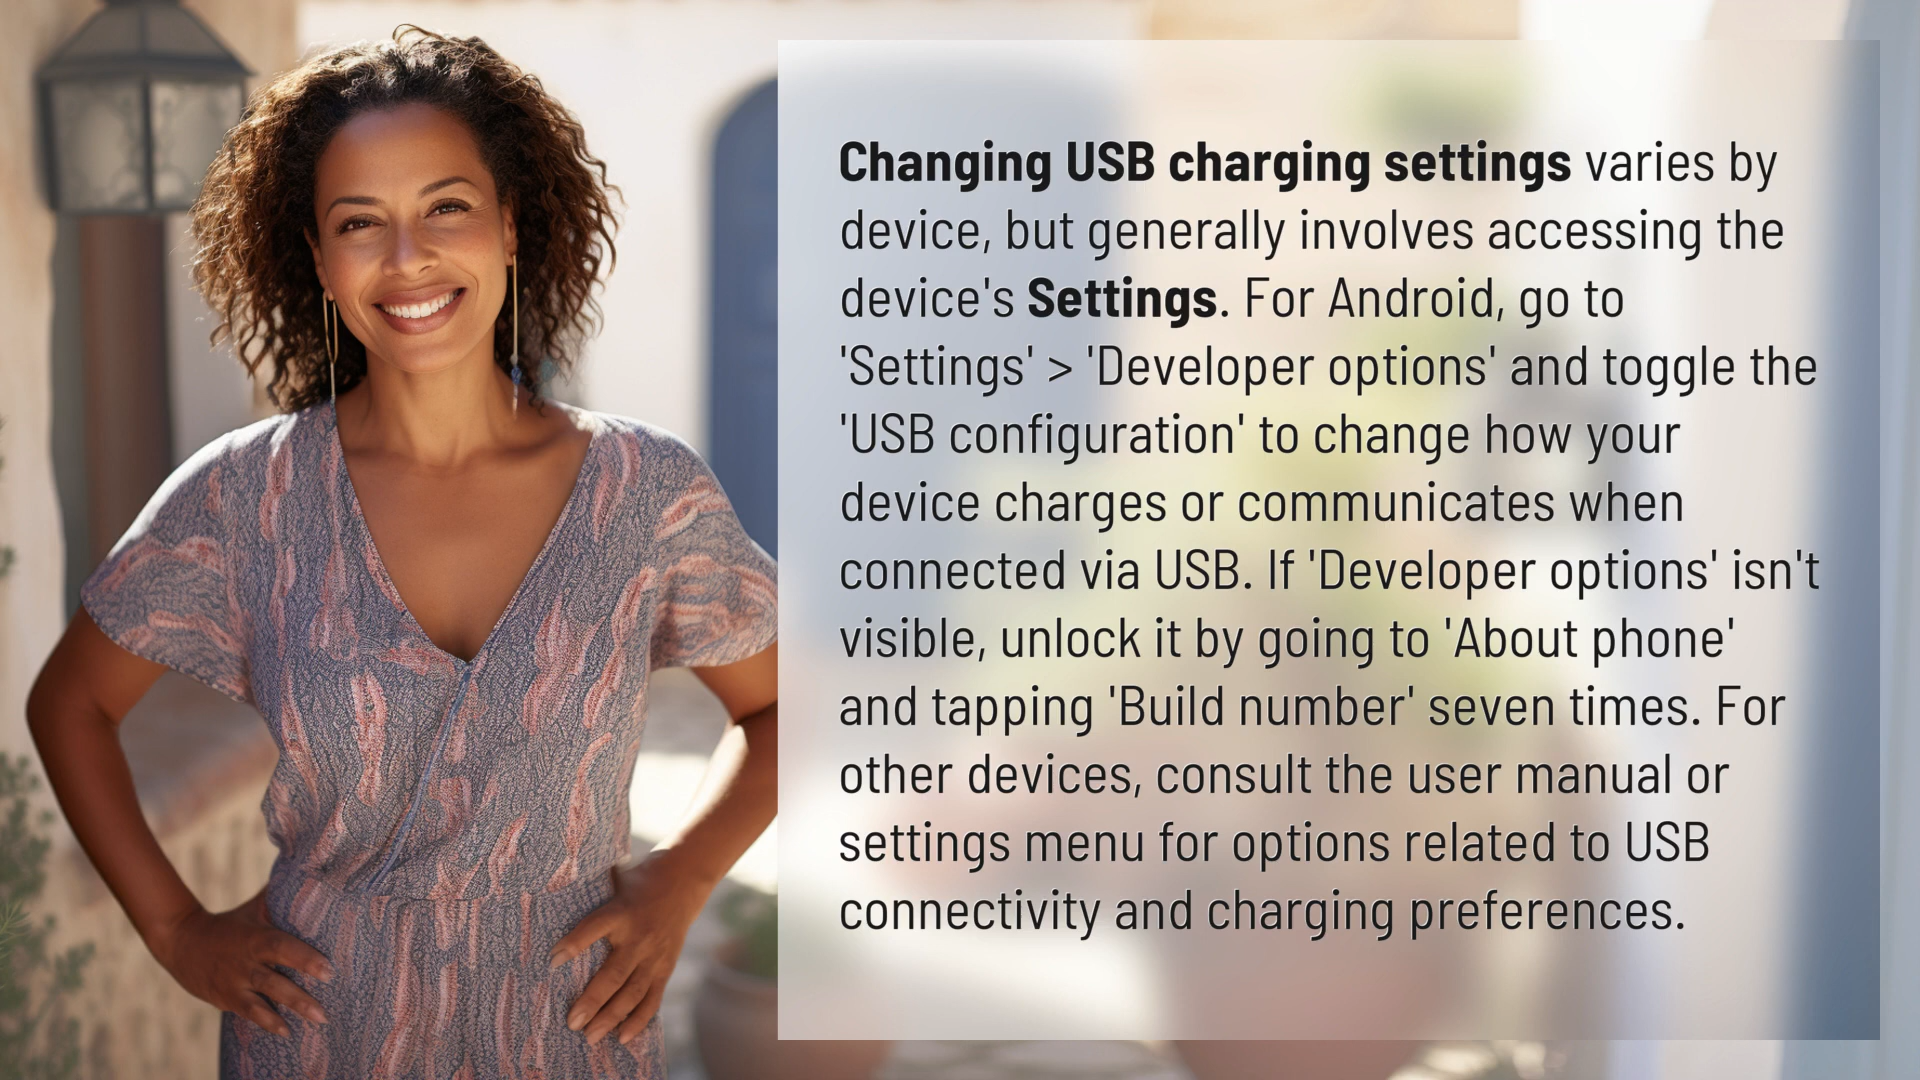 Changing USB charging settings varies by
device, but generally involves accessing the
device's Settings. For Android, go to
'Settings' > 'Developer options' and toggle the
'USB configuration' to change how your
device charges or communicates when
connected via USB. If 'Developer options' isn't
visible, unlock it by going to 'About phone'
and tapping 'Build number' seven times. For
other devices, consult the user manual or
settings menu for options related to USB
connectivity and charging preferences.